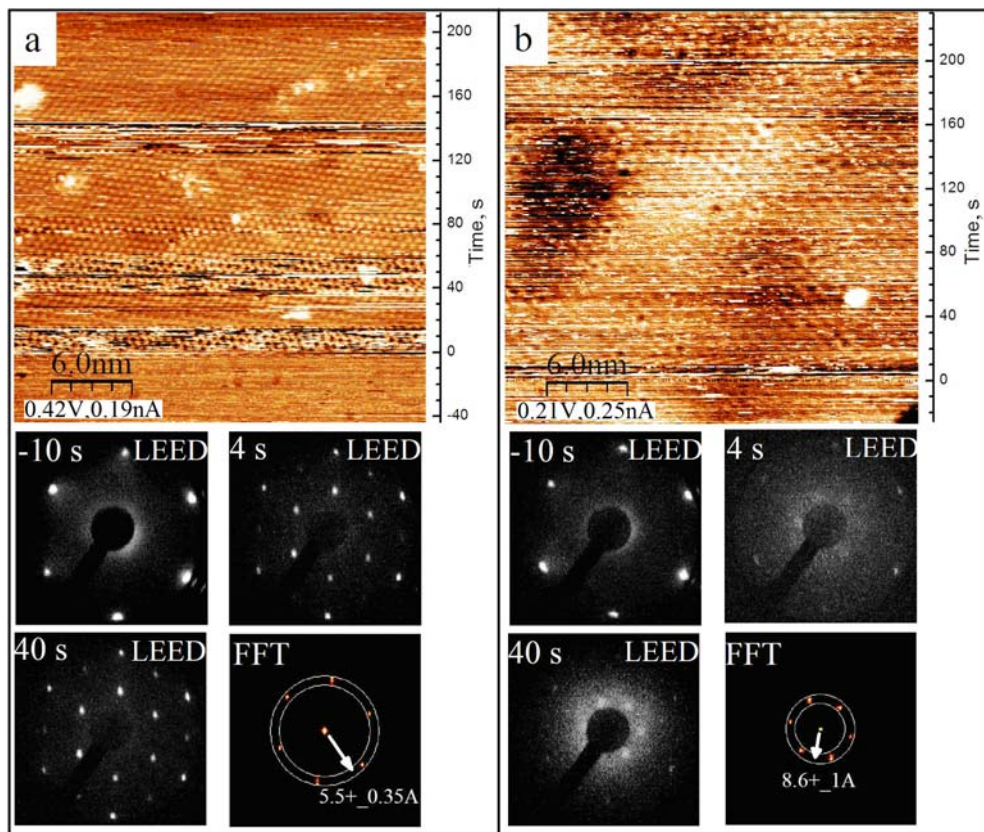 a
200
160
120
80
40
0
-40
Time, s
6.0nm
0.42V,0.19nA
-10 s LEED
4 s LEED
40 s LEED
FFT
5.5+_0.35A
b
200
160
120
80
40
0
Time, s
6.0nm
0.21V,0.25nA
-10 s LEED
4 s LEED
40 s LEED
FFT
8.6+_1A